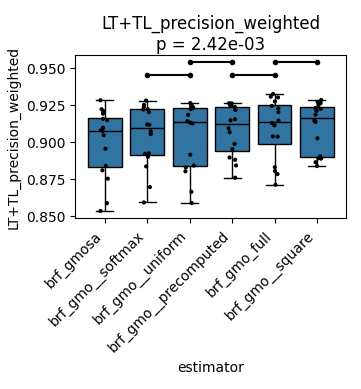 LT+TL_precision_weighted
p = 2.42e-03
LT+TL_precision_weighted
0.950
0.925
0.900
0.875
0.850
brf_gmosa
brf_gmo__softmax
brf_gmo__uniform
brf_gmo__precomputed
brf_gmo_full
brf_gmo__square
estimator